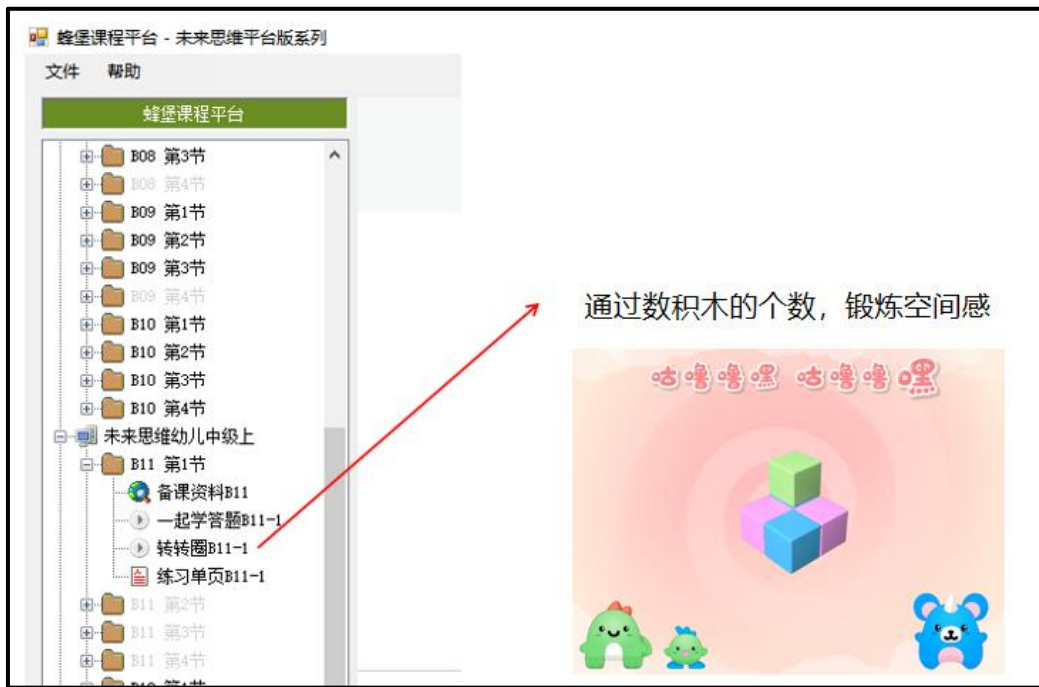 蜂堡课程平台 - 未来思维平台版系列
文件 帮助
蜂堡课程平台
B08 第3节
B08 第4节
B09 第1节
B09 第2节
B09 第3节
B09 第4节
B10 第1节
B10 第2节
B10 第3节
B10 第4节
未来思维幼儿中级上
B11 第1节
备课资料B11
一起学答题B11-1
转转圈B11-1
练习单页B11-1
B11 第2节
B11 第3节
B11 第4节
通过数积木的个数，锻炼空间感
咕噜噜嘿 咕噜噜嘿